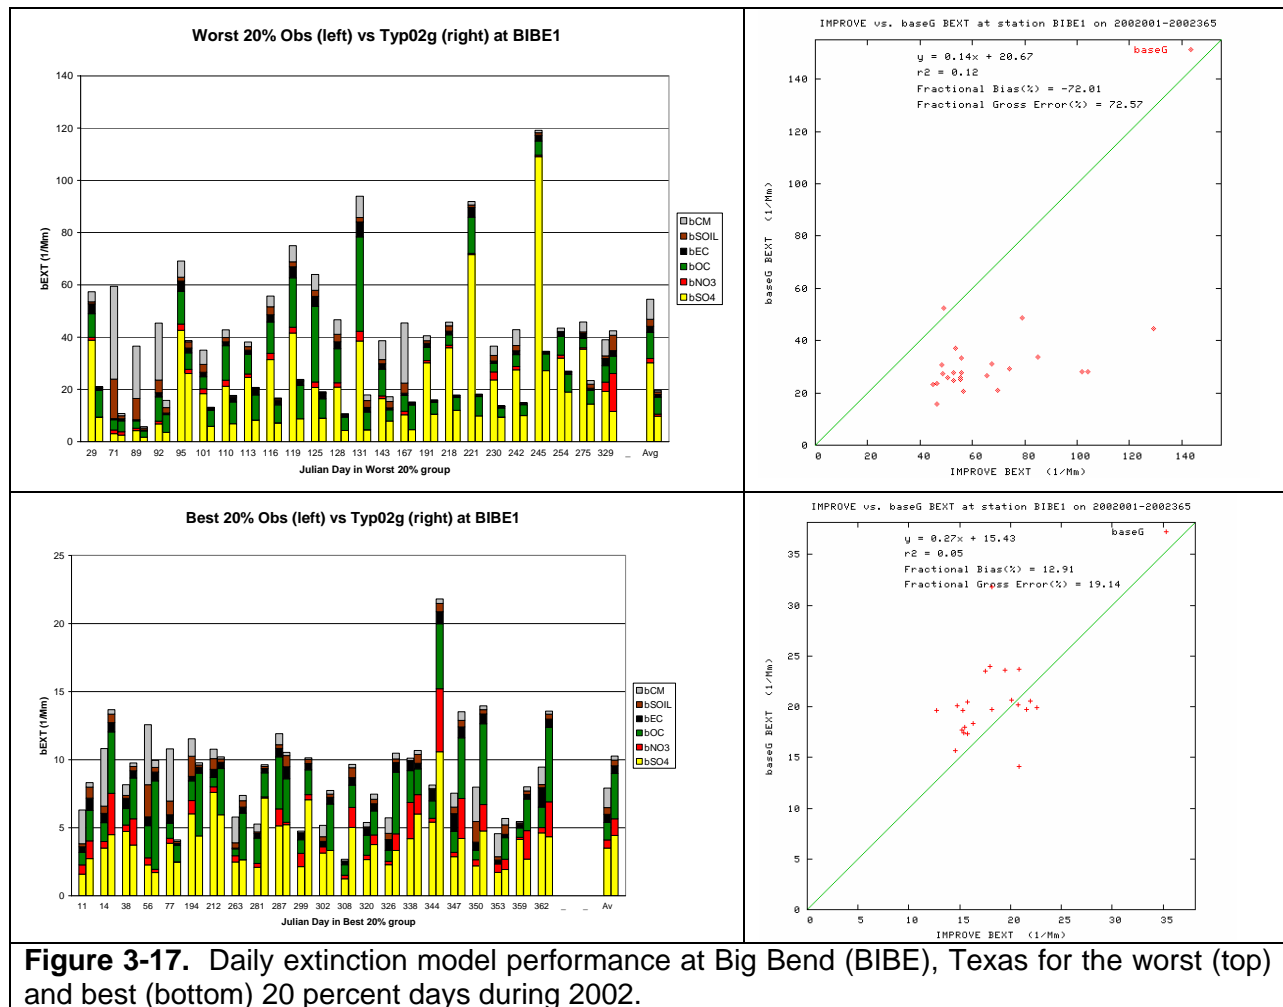 Worst 20% Obs (left) vs Typ02g (right) at BIBE1
140
120
100
80
60
40
20
0
bEXT (1/Mm)
29 71 89 92 95 101 110 113 116 119 125 128 131 143 167 191 218 221 230 242 245 254 275 329 _ Avg
Julian Day in Worst 20% group
bCM
bSOIL
bEC
bOC
bNO3
bSO4
IMPROVE vs. baseG BEXT at station BIBE1 on 2002001-2002365
baseG
y = 0.14x + 20.67
r2 = 0.12
Fractional Bias(%) = -72.01
Fractional Gross Error(%) = 72.57
140
120
100
80
60
40
20
0
baseG BEXT (1/Mm)
0 20 40 60 80 100 120 140
IMPROVE BEXT (1/Mm)
Best 20% Obs (left) vs Typ02g (right) at BIBE1
25
20
15
10
5
0
bEXT (1/Mm)
11 14 38 56 77 194 212 263 281 287 299 302 308 320 326 338 344 347 350 353 359 362 _ _ Av
Julian Day in Best 20% group
bCM
bSOIL
bEC
bOC
bNO3
bSO4
IMPROVE vs. baseG BEXT at station BIBE1 on 2002001-2002365
baseG
y = 0.27x + 15.43
r2 = 0.05
Fractional Bias(%) = 12.91
Fractional Gross Error(%) = 19.14
35
30
25
20
15
10
5
0
baseG BEXT (1/Mm)
0 5 10 15 20 25 30 35
IMPROVE BEXT (1/Mm)
Figure 3-17. Daily extinction model performance at Big Bend (BIBE), Texas for the worst (top)
and best (bottom) 20 percent days during 2002.